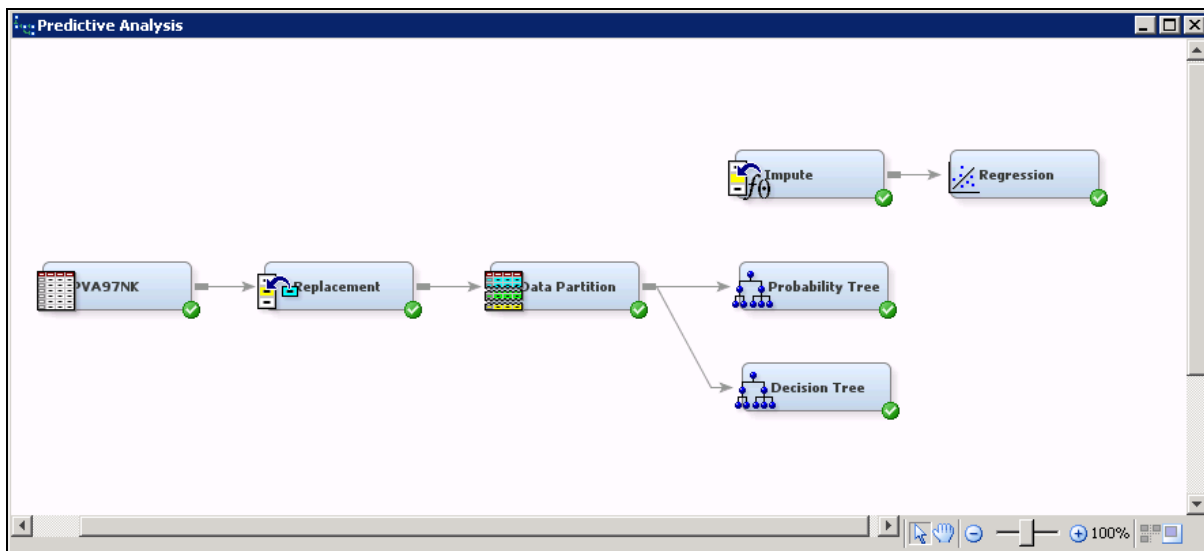 Predictive Analysis
Impute
Regression
PVA97NK
Replacement
Data Partition
Probability Tree
Decision Tree
100%